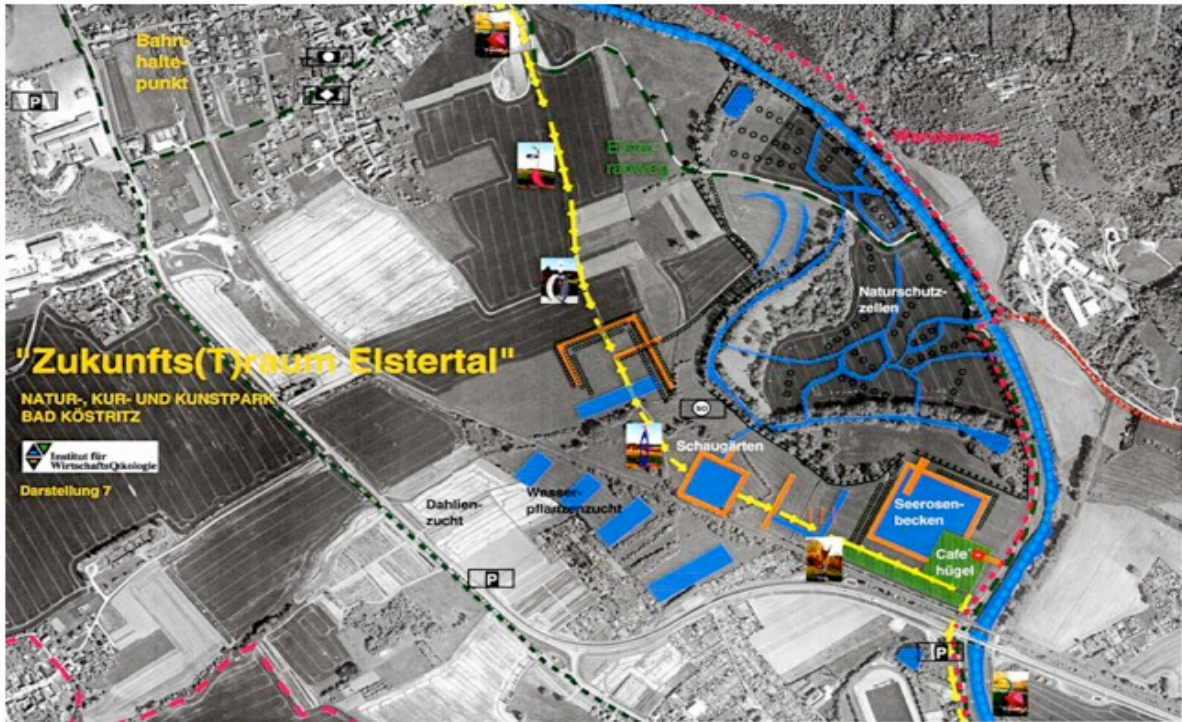 Bahn-
halte-
punkt
P
Elster
radweg
Wanderweg
Naturschutz-
zellen
"Zukunfts(T)raum Elstertal"
NATUR-, KUR- UND KUNSTPARK
BAD KÖSTRITZ
Institut für
WirtschaftsÖkologie
Darstellung 7
BD
Schaugärten
Dahlien-
zucht
Wasser-
pflanzenzucht
Seerosen-
becken
Cafe
hügel
P
P